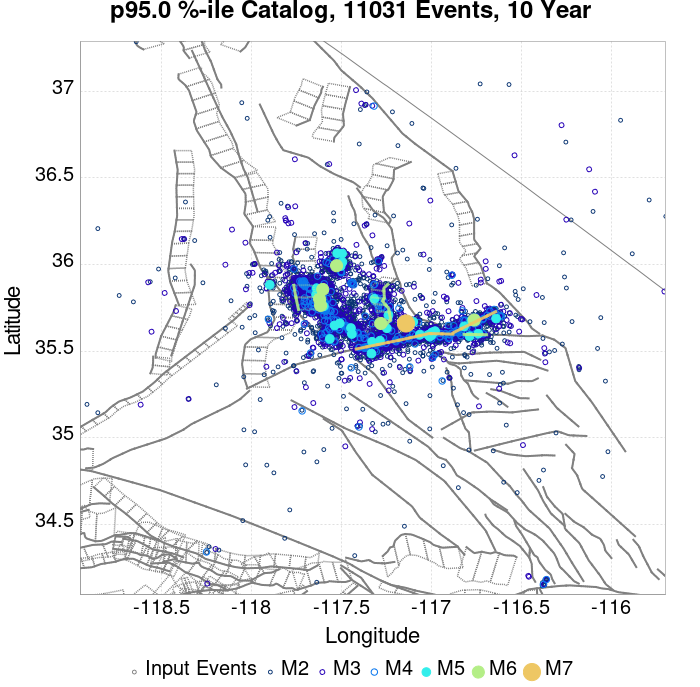 p95.0 %-ile Catalog, 11031 Events, 10 Year
37
36.5
36
35.5
35
34.5
Latitude
-118.5 -118 -117.5 -117 -116.5 -116
Longitude
Input Events M2 M3 M4 M5 M6 M7